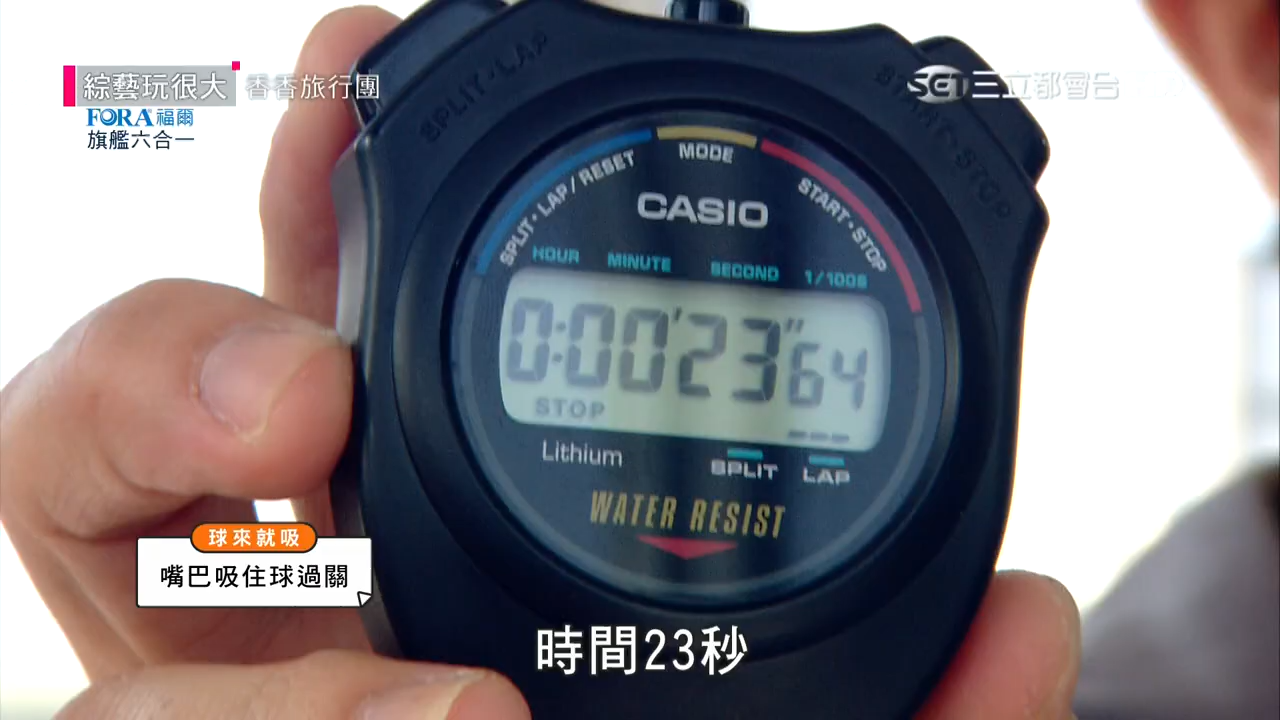 綜藝玩很大 香香旅行團
FORA福爾
旗艦六合一
SET三立都會台
SPLIT·LAP
START·STOP
MODE
SPLIT·LAP/RESET
START·STOP
CASIO
HOUR MINUTE SECOND 1/100S
0:00'23"64
STOP
Lithium
SPLIT LAP
WATER RESIST
球來就吸
嘴巴吸住球過關
時間23秒